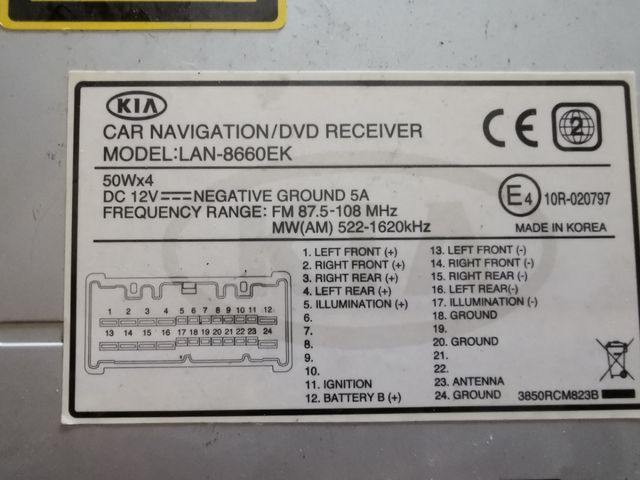 KIA
CAR NAVIGATION/DVD RECEIVER
MODEL:LAN-8660EK
CE
2
50Wx4
DC 12V NEGATIVE GROUND 5A
FREQUENCY RANGE: FM 87.5-108 MHz
MW(AM) 522-1620kHz
E4 10R-020797
MADE IN KOREA
1 2 3 4 5 6 7 8 9 10 11 12
13 14 15 16 17 18 19 20 21 22 23 24
1. LEFT FRONT (+)
2. RIGHT FRONT (+)
3. RIGHT REAR (+)
4. LEFT REAR (+)
5. ILLUMINATION (+)
6.
7.
8.
9.
10.
11. IGNITION
12. BATTERY B (+)
13. LEFT FRONT (-)
14. RIGHT FRONT (-)
15. RIGHT REAR (-)
16. LEFT REAR(-)
17. ILLUMINATION (-)
18. GROUND
19.
20. GROUND
21.
22.
23. ANTENNA
24. GROUND
3850RCM823B
KIA